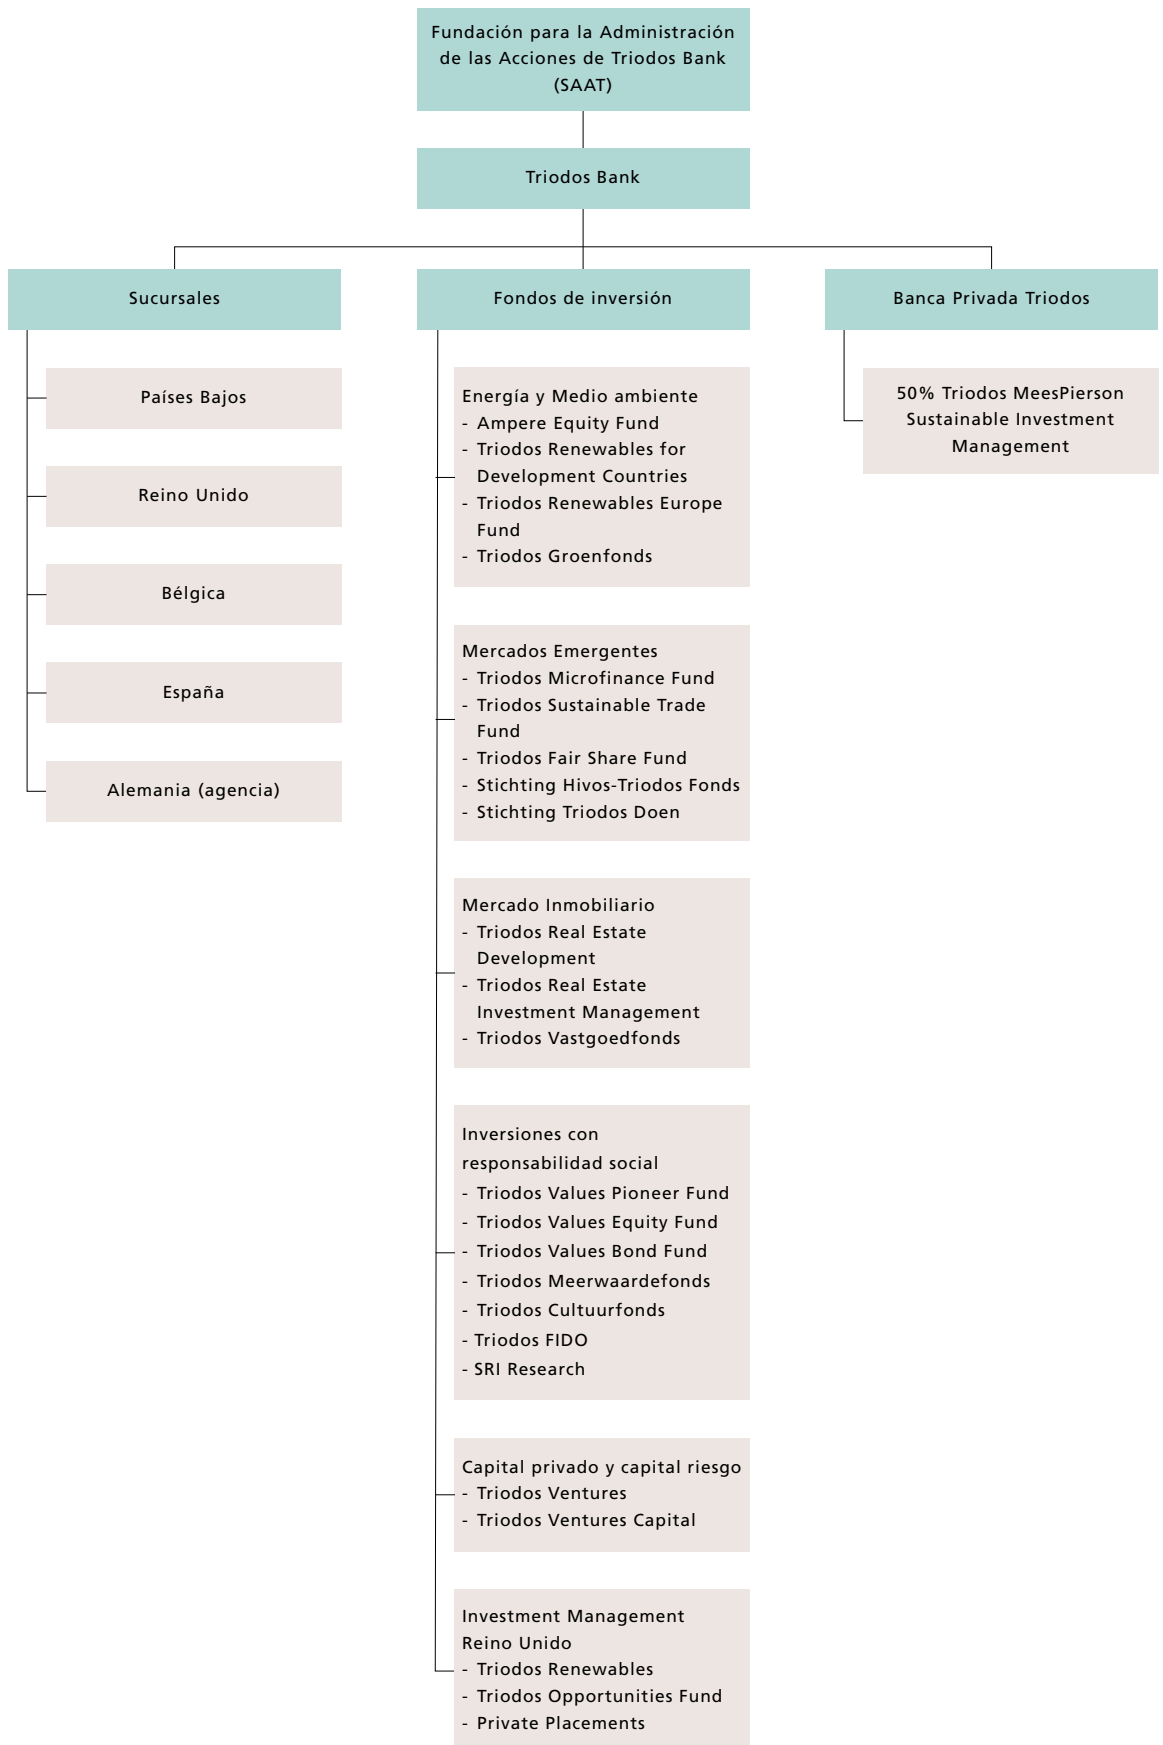 Fundación para la Administración
de las Acciones de Triodos Bank
(SAAT)
Triodos Bank
Sucursales
Fondos de inversión
Banca Privada Triodos
Países Bajos
Reino Unido
Bélgica
España
Alemania (agencia)
Energía y Medio ambiente
- Ampere Equity Fund
- Triodos Renewables for
Development Countries
- Triodos Renewables Europe
Fund
- Triodos Groenfonds
Mercados Emergentes
- Triodos Microfinance Fund
- Triodos Sustainable Trade
Fund
- Triodos Fair Share Fund
- Stichting Hivos-Triodos Fonds
- Stichting Triodos Doen
Mercado Inmobiliario
- Triodos Real Estate
Development
- Triodos Real Estate
Investment Management
- Triodos Vastgoedfonds
Inversiones con
responsabilidad social
- Triodos Values Pioneer Fund
- Triodos Values Equity Fund
- Triodos Values Bond Fund
- Triodos Meerwaardefonds
- Triodos Cultuurfonds
- Triodos FIDO
- SRI Research
Capital privado y capital riesgo
- Triodos Ventures
- Triodos Ventures Capital
Investment Management
Reino Unido
- Triodos Renewables
- Triodos Opportunities Fund
- Private Placements
50% Triodos MeesPierson
Sustainable Investment
Management